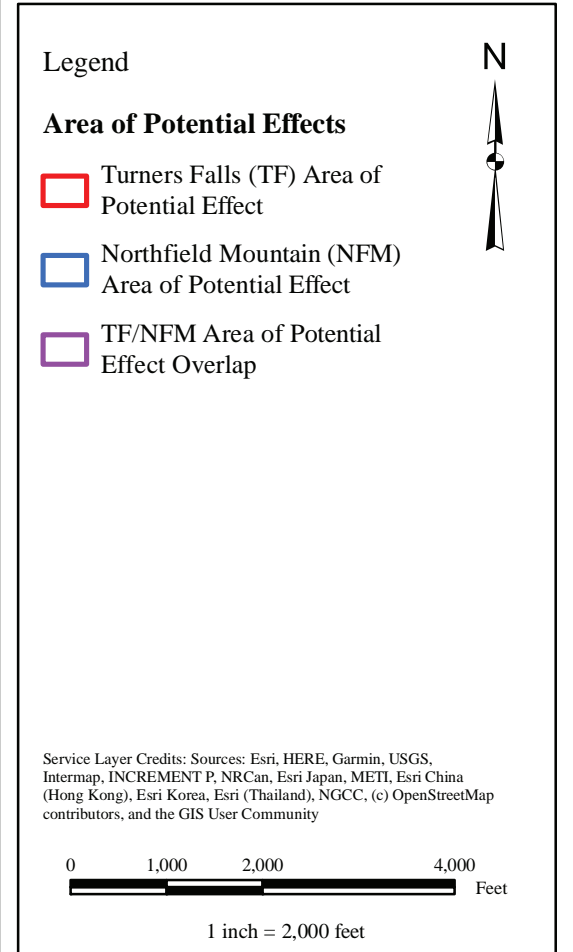 Legend
N
Area of Potential Effects
Turners Falls (TF) Area of
Potential Effect
Northfield Mountain (NFM)
Area of Potential Effect
TF/NFM Area of Potential
Effect Overlap
Service Layer Credits: Sources: Esri, HERE, Garmin, USGS,
Intermap, INCREMENT P, NRCan, Esri Japan, METI, Esri China
(Hong Kong), Esri Korea, Esri (Thailand), NGCC, (c) OpenStreetMap
contributors, and the GIS User Community
0 1,000 2,000 4,000
Feet
1 inch = 2,000 feet